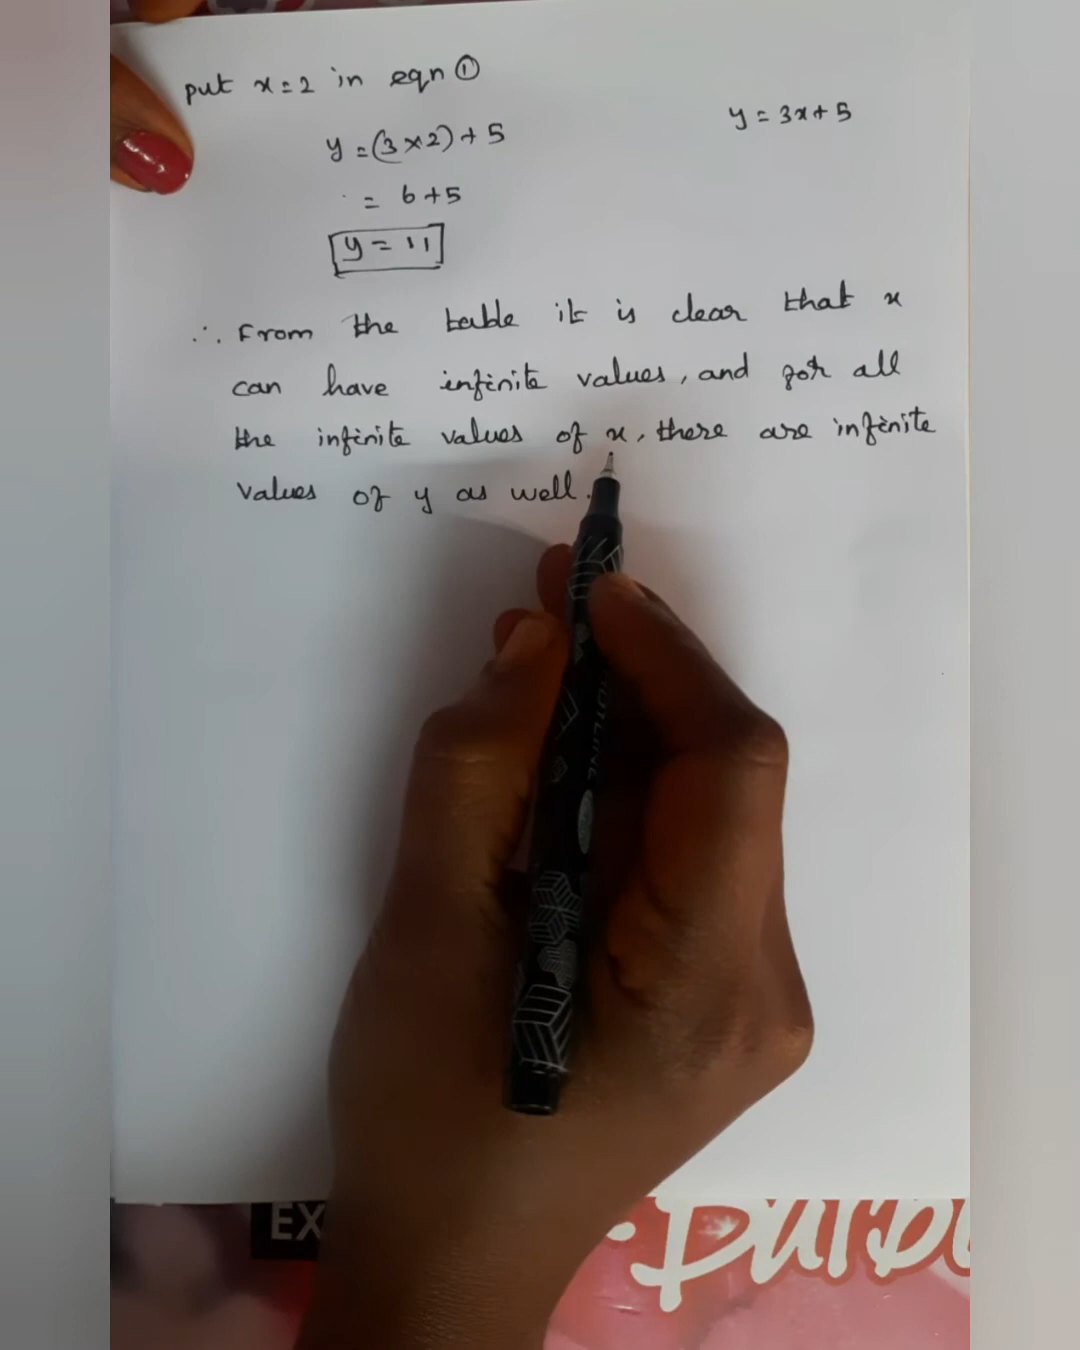 put x=2 in eqn ①
y = 3x+5
y = (3×2)+5
= 6+5
y = 11
∴ From the table it is clear that x
can have infinite values, and for all
the infinite values of x, there are infinite
values of y as well.
EX